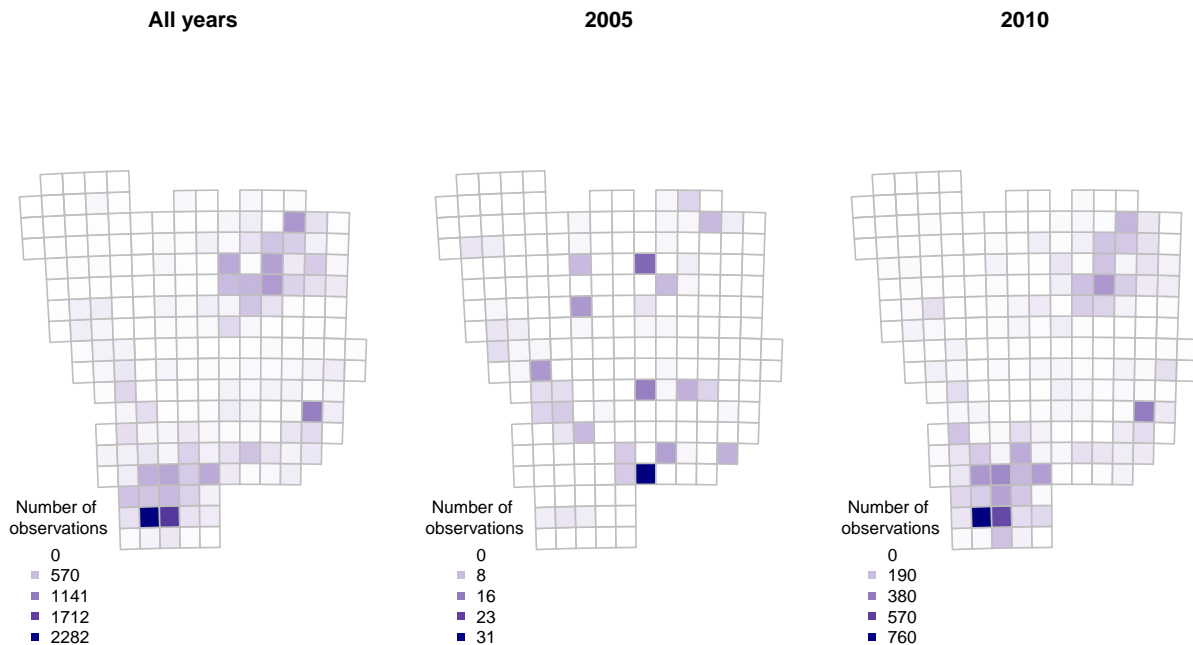 All years
2005
2010
Number of
observations
0
570
1141
1712
2282
Number of
observations
0
8
16
23
31
Number of
observations
0
190
380
570
760